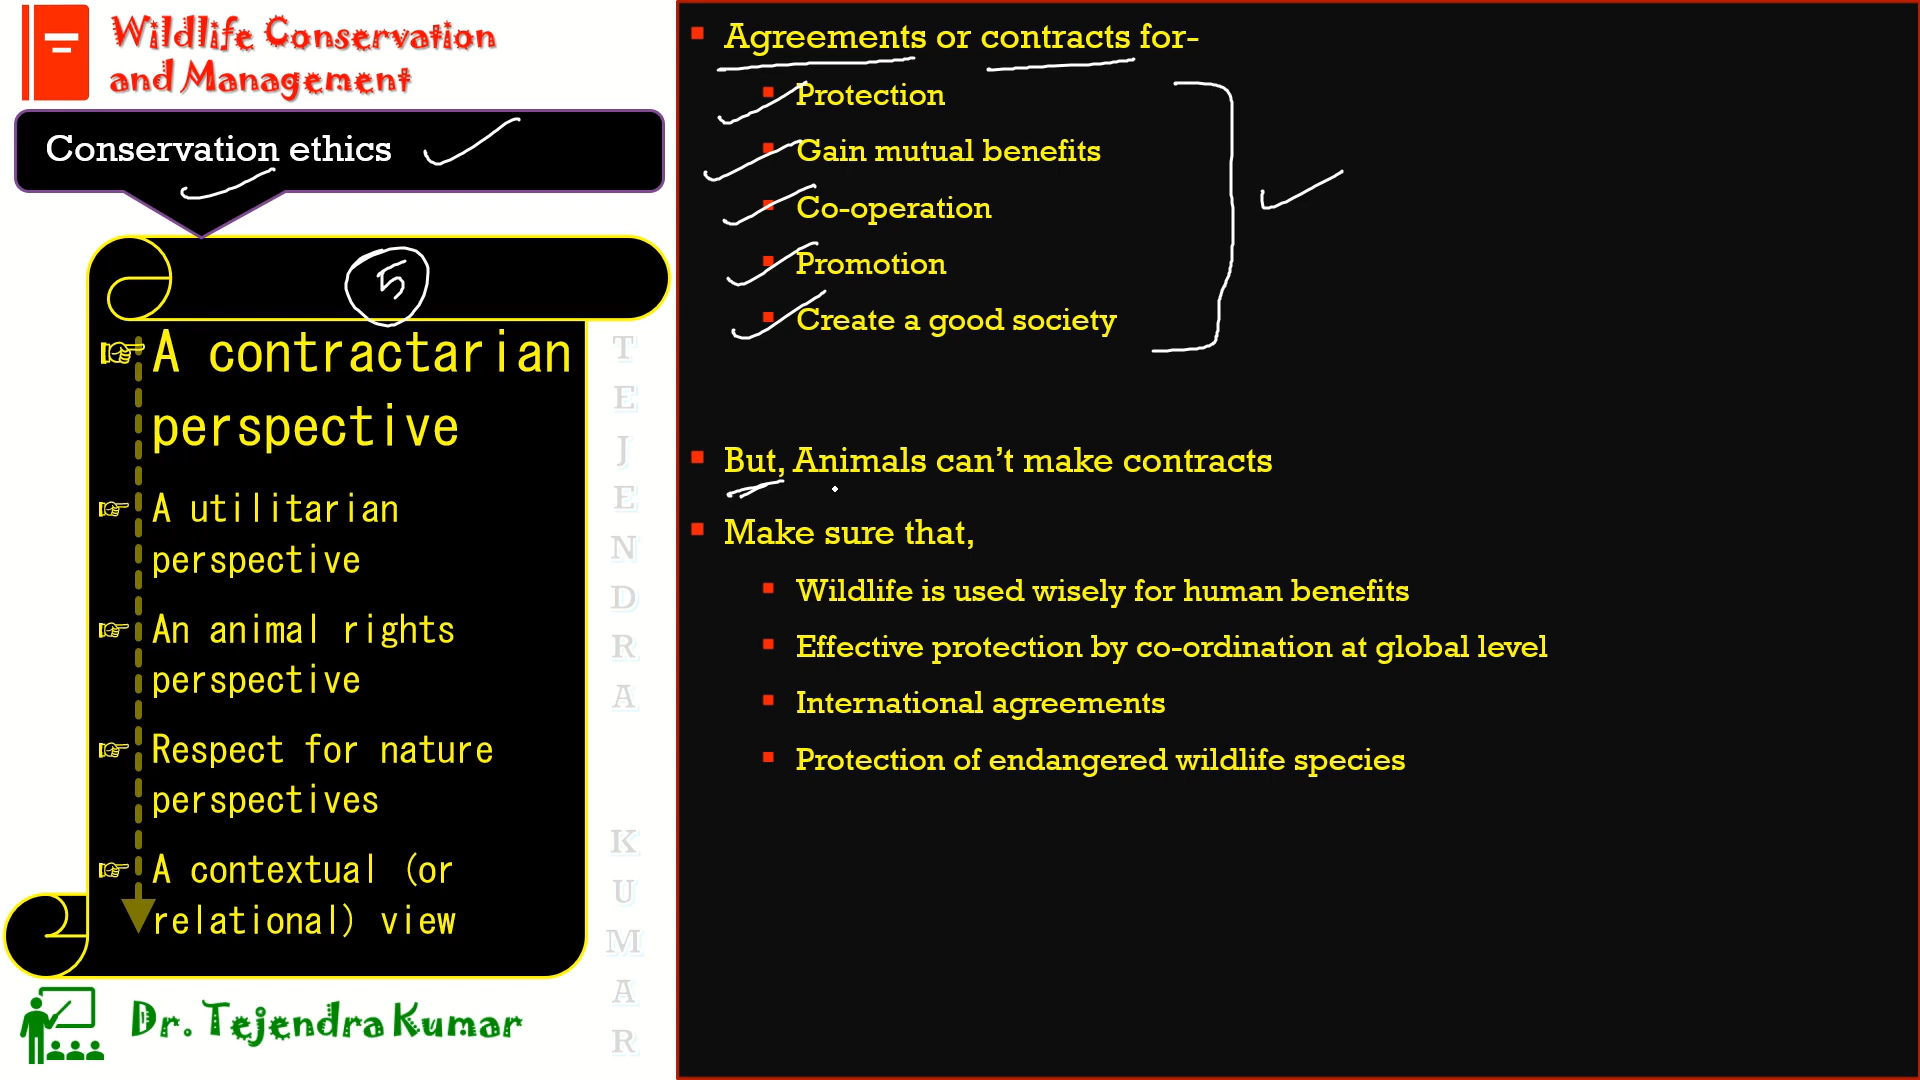 Wildlife Conservation
and Management
Conservation ethics
5
A contractarian
perspective
A utilitarian
perspective
An animal rights
perspective
Respect for nature
perspectives
A contextual (or
relational) view
TEJENDRA KUMAR
Dr. Tejendra Kumar
Agreements or contracts for-
Protection
Gain mutual benefits
Co-operation
Promotion
Create a good society
But, Animals can’t make contracts
Make sure that,
Wildlife is used wisely for human benefits
Effective protection by co-ordination at global level
International agreements
Protection of endangered wildlife species